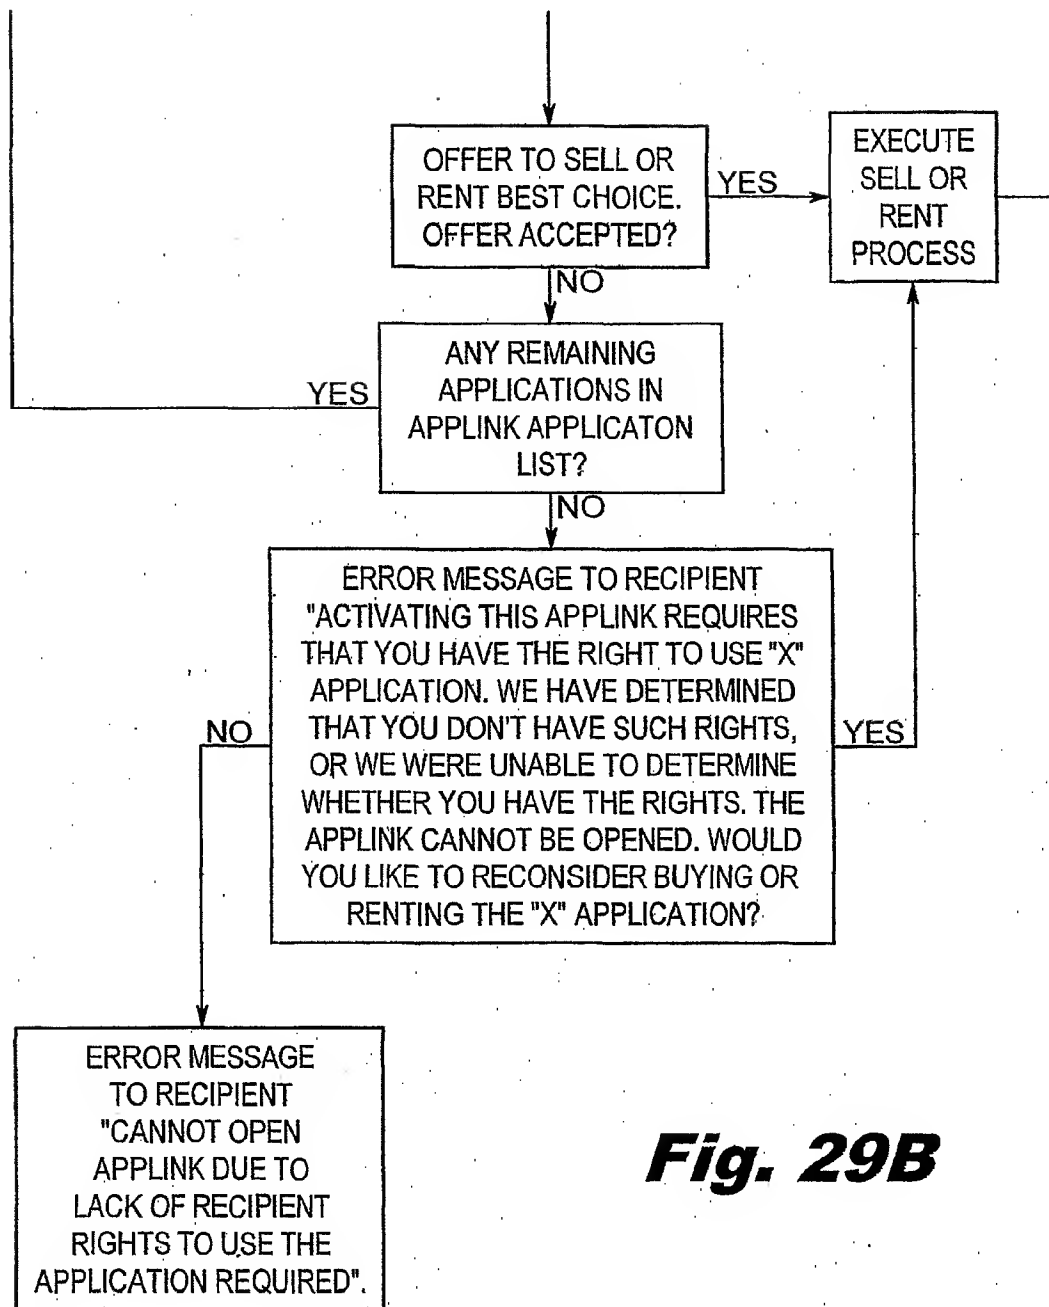 OFFER TO SELL OR
RENT BEST CHOICE.
OFFER ACCEPTED?
YES
EXECUTE
SELL OR
RENT
PROCESS
NO
ANY REMAINING
APPLICATIONS IN
APPLINK APPLICATON
LIST?
YES
NO
ERROR MESSAGE TO RECIPIENT
"ACTIVATING THIS APPLINK REQUIRES
THAT YOU HAVE THE RIGHT TO USE "X"
APPLICATION. WE HAVE DETERMINED
THAT YOU DON'T HAVE SUCH RIGHTS,
OR WE WERE UNABLE TO DETERMINE
WHETHER YOU HAVE THE RIGHTS. THE
APPLINK CANNOT BE OPENED. WOULD
YOU LIKE TO RECONSIDER BUYING OR
RENTING THE "X" APPLICATION?
NO
YES
ERROR MESSAGE
TO RECIPIENT
"CANNOT OPEN
APPLINK DUE TO
LACK OF RECIPIENT
RIGHTS TO USE THE
APPLICATION REQUIRED".
Fig. 29B